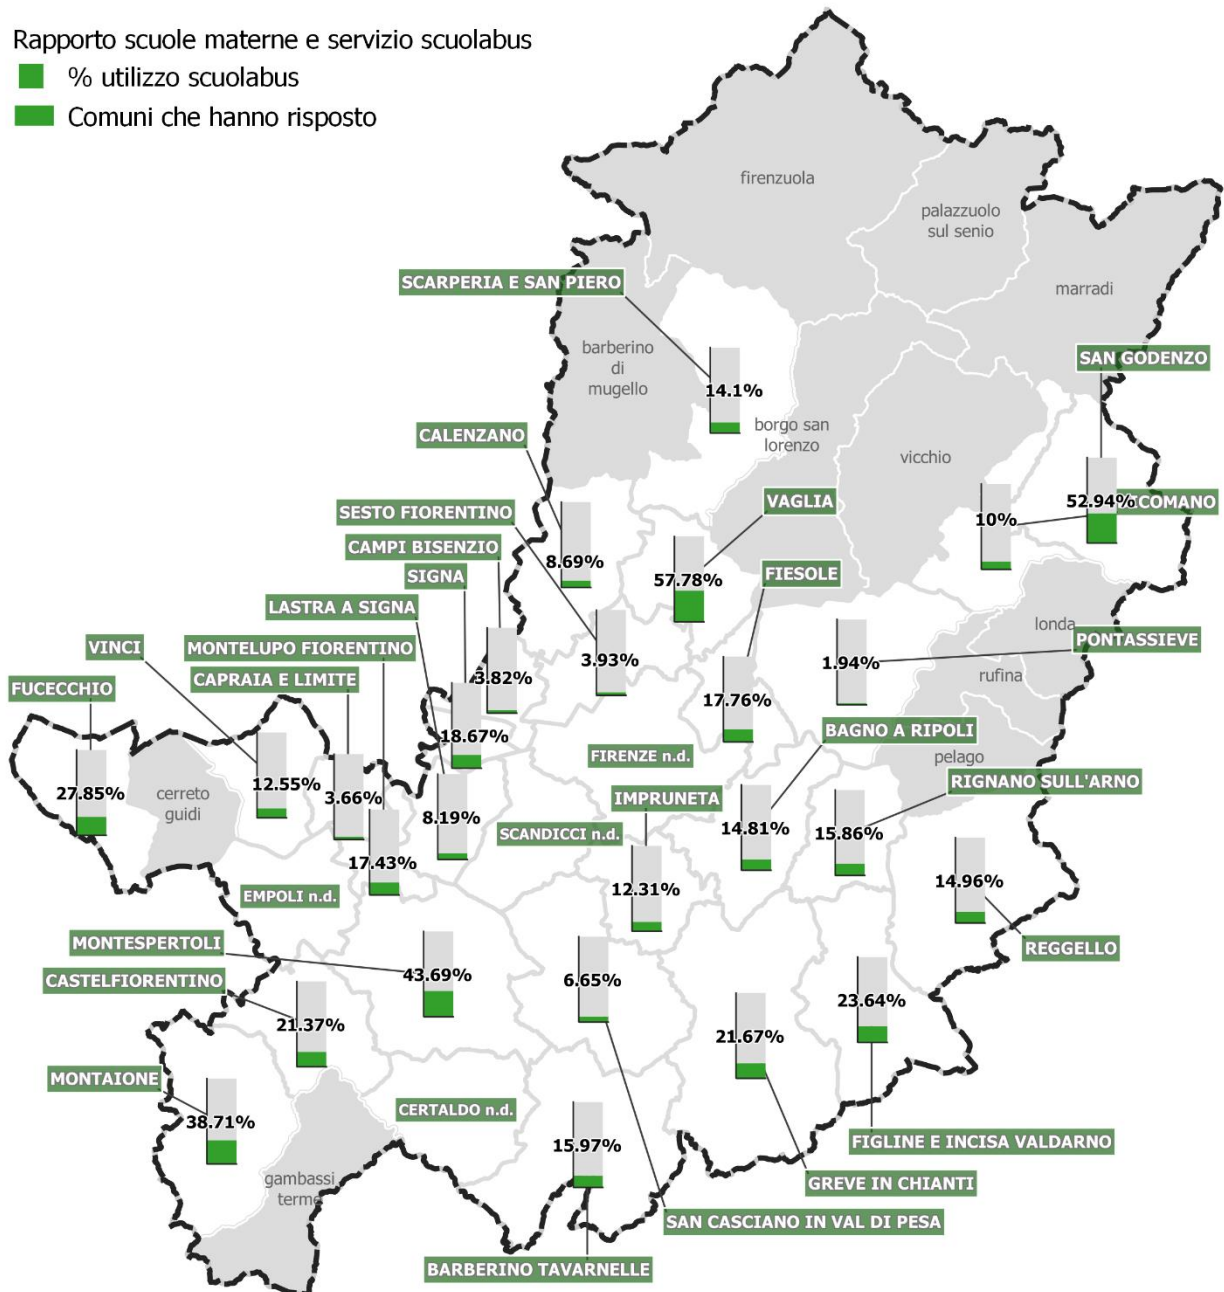 Rapporto scuole materne e servizio scuolabus
% utilizzo scuolabus
Comuni che hanno risposto
firenzuola
palazzuolo
sul senio
marradi
SCARPERIA E SAN PIERO
barberino
di
mugello
SAN GODENZO
14.1%
borgo san
lorenzo
CALENZANO
vicchio
VAGLIA
52.94%
ICOMANO
SESTO FIORENTINO
10%
CAMPI BISENZIO
8.69%
57.78%
FIESOLE
SIGNA
LASTRA A SIGNA
londa
PONTASSIEVE
VINCI
MONTELUPO FIORENTINO
3.93%
1.94%
CAPRAIA E LIMITE
3.82%
rufina
FUCECCHIO
17.76%
BAGNO A RIPOLI
18.67%
FIRENZE n.d.
pelago
RIGNANO SULL'ARNO
12.55%
27.85%
cerreto
guidi
3.66%
IMPRUNETA
8.19%
SCANDICCI n.d.
14.81%
15.86%
17.43%
14.96%
12.31%
EMPOLI n.d.
MONTESPERTOLI
REGGELLO
43.69%
6.65%
CASTELFIORENTINO
23.64%
21.37%
21.67%
MONTAIONE
CERTALDO n.d.
38.71%
FIGLINE E INCISA VALDARNO
15.97%
gambassi
terme
GREVE IN CHIANTI
SAN CASCIANO IN VAL DI PESA
BARBERINO TAVARNELLE